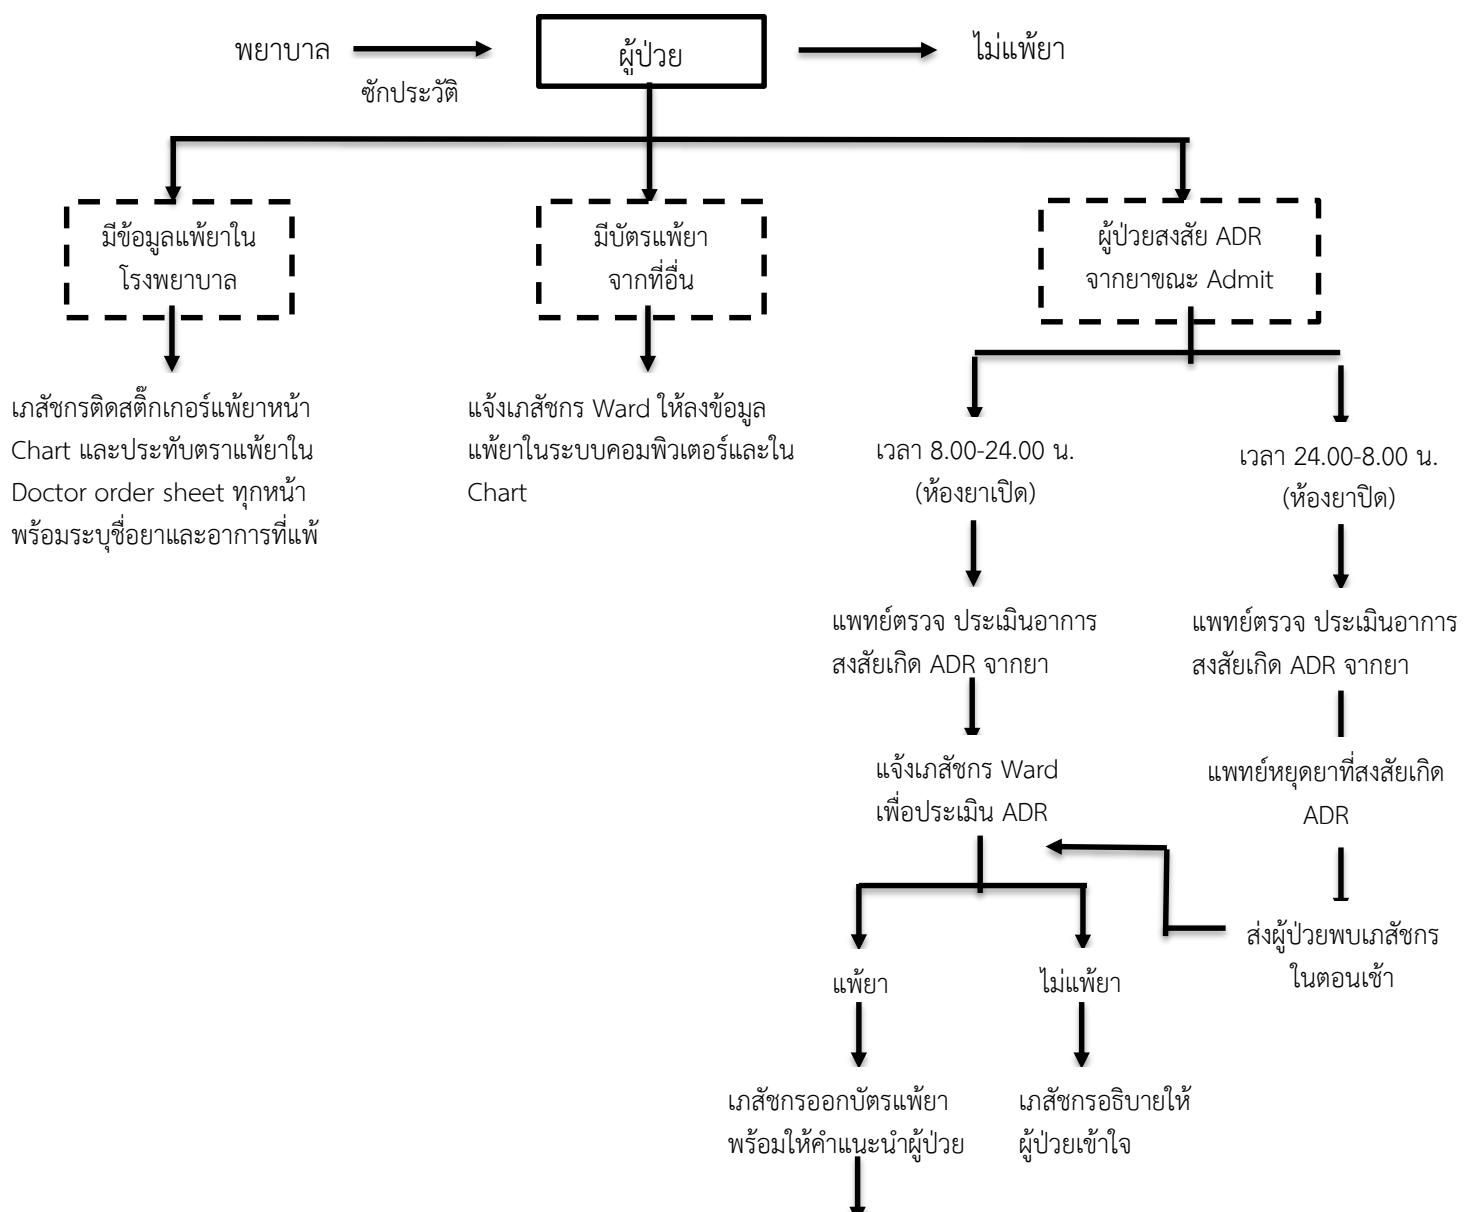 พยาบาล
ซักประวัติ
ผู้ป่วย
ไม่แพ้ยา
มีข้อมูลแพ้ยาใน
โรงพยาบาล
มีบัตรแพ้ยา
จากที่อื่น
ผู้ป่วยสงสัย ADR
จากยาขณะ Admit
เภสัชกรติดสติ๊กเกอร์แพ้ยาหน้า
Chart และประทับตราแพ้ยาใน
Doctor order sheet ทุกหน้า
พร้อมระบุชื่อยาและอาการที่แพ้
แจ้งเภสัชกร Ward ให้ลงข้อมูล
แพ้ยาในระบบคอมพิวเตอร์และใน
Chart
เวลา 8.00-24.00 น.
(ห้องยาเปิด)
เวลา 24.00-8.00 น.
(ห้องยาปิด)
แพทย์ตรวจ ประเมินอาการ
สงสัยเกิด ADR จากยา
แพทย์ตรวจ ประเมินอาการ
สงสัยเกิด ADR จากยา
แจ้งเภสัชกร Ward
เพื่อประเมิน ADR
แพทย์หยุดยาที่สงสัยเกิด
ADR
ส่งผู้ป่วยพบเภสัชกร
ในตอนเช้า
แพ้ยา
ไม่แพ้ยา
เภสัชกรออกบัตรแพ้ยา
พร้อมให้คำแนะนำผู้ป่วย
เภสัชกรอธิบายให้
ผู้ป่วยเข้าใจ